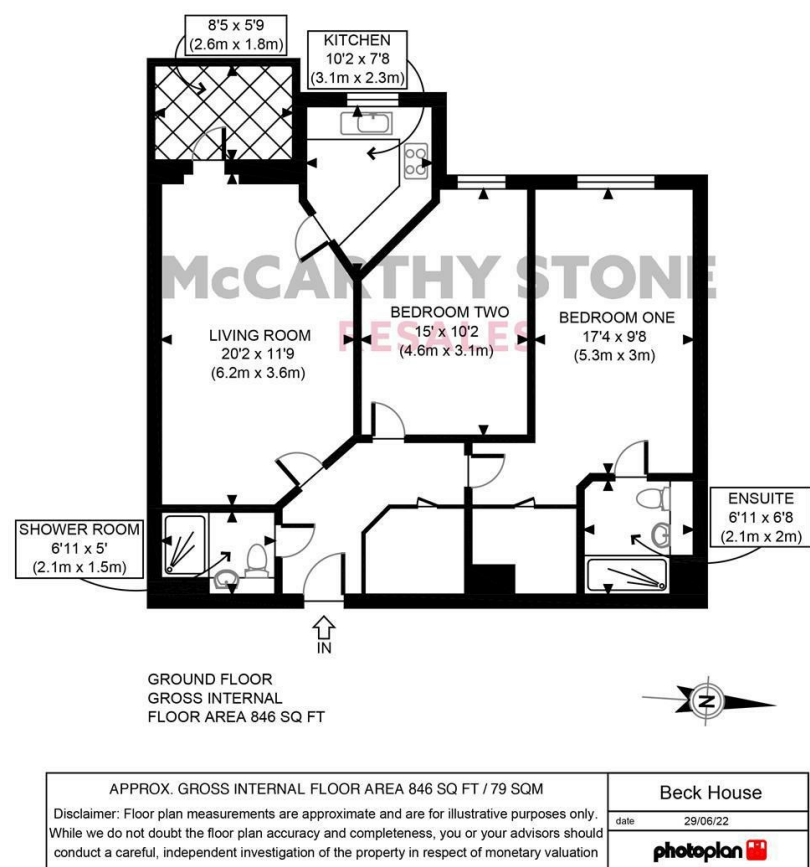 8'5 x 5'9
(2.6m x 1.8m)
KITCHEN
10'2 x 7'8
(3.1m x 2.3m)
McCARTHY STONE
RESALES
LIVING ROOM
20'2 x 11'9
(6.2m x 3.6m)
BEDROOM TWO
15' x 10'2
(4.6m x 3.1m)
BEDROOM ONE
17'4 x 9'8
(5.3m x 3m)
SHOWER ROOM
6'11 x 5'
(2.1m x 1.5m)
ENSUITE
6'11 x 6'8
(2.1m x 2m)
IN
GROUND FLOOR
GROSS INTERNAL
FLOOR AREA 846 SQ FT
N
APPROX. GROSS INTERNAL FLOOR AREA 846 SQ FT / 79 SQM
Disclaimer: Floor plan measurements are approximate and are for illustrative purposes only.
While we do not doubt the floor plan accuracy and completeness, you or your advisors should
conduct a careful, independent investigation of the property in respect of monetary valuation
Beck House
date 29/06/22
photoplan